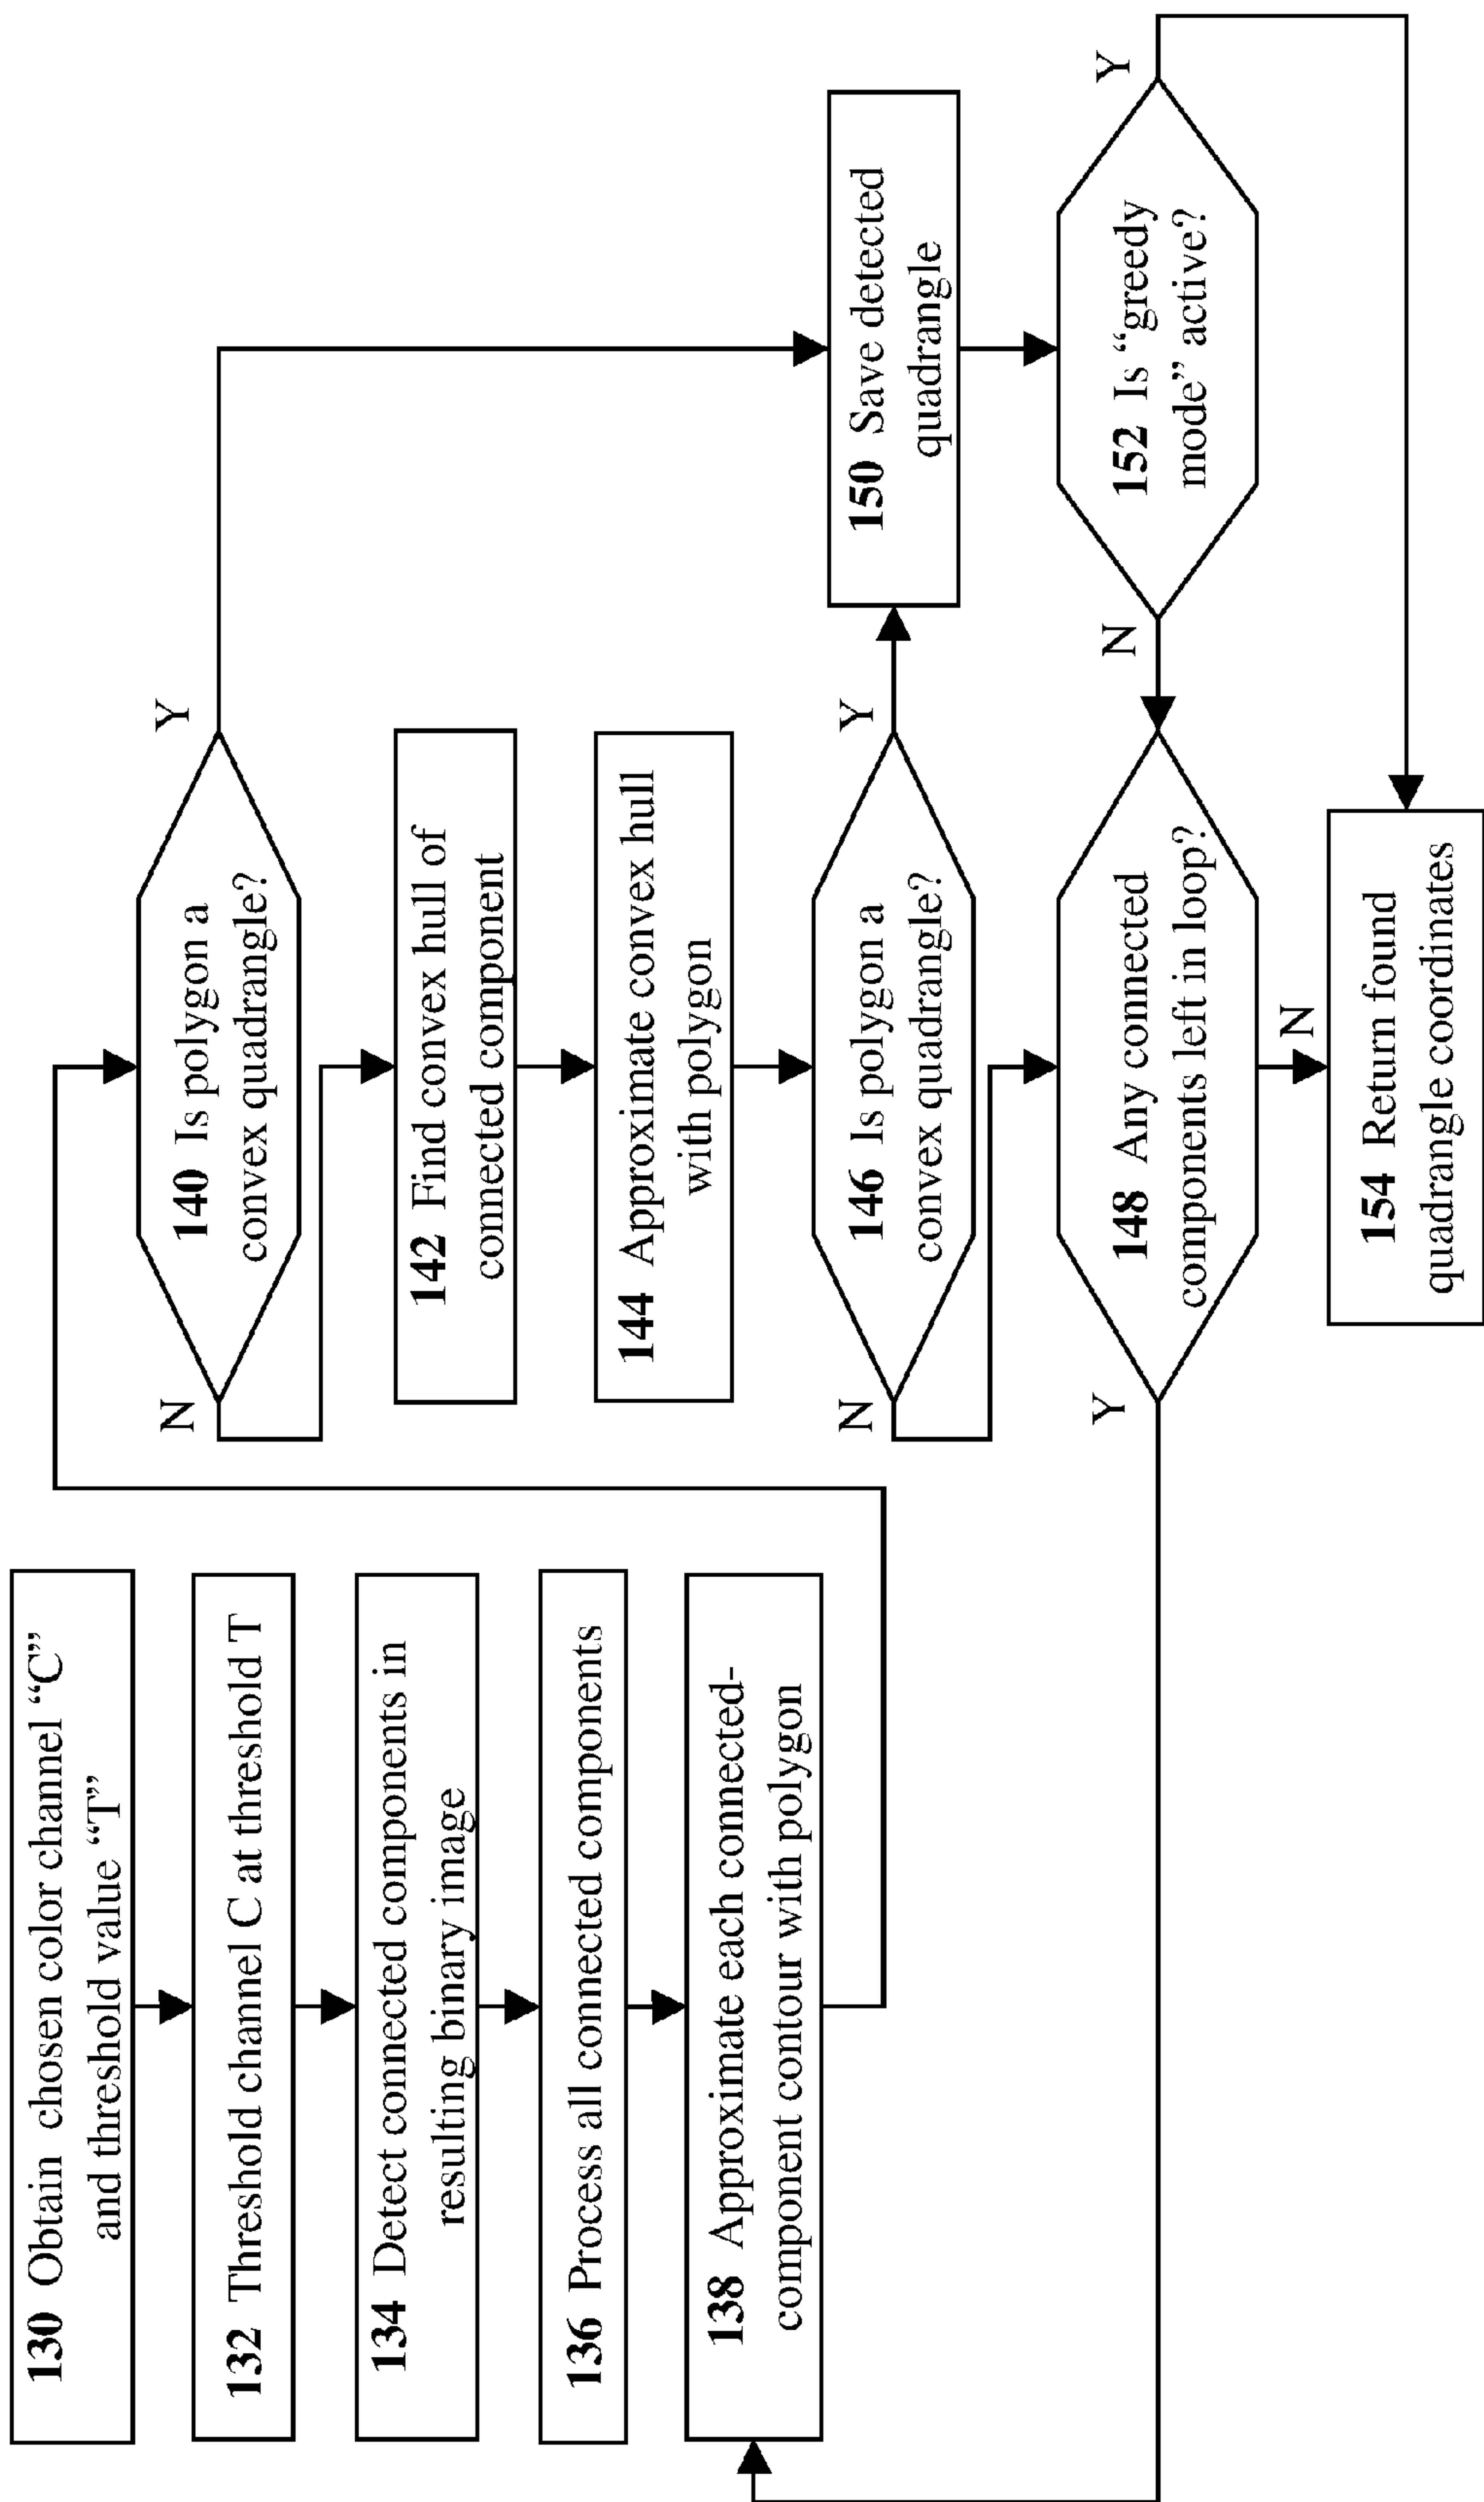 130 Obtain chosen color channel “C”
and threshold value “T”
132 Threshold channel C at threshold T
134 Detect connected components in
resulting binary image
136 Process all connected components
138 Approximate each connected-
component contour with polygon
140 Is polygon a
convex quadrangle?
N
Y
142 Find convex hull of
connected component
144 Approximate convex hull
with polygon
146 Is polygon a
convex quadrangle?
N
Y
148 Any connected
components left in loop?
Y
N
150 Save detected
quadrangle
152 Is “greedy
mode” active?
N
Y
154 Return found
quadrangle coordinates